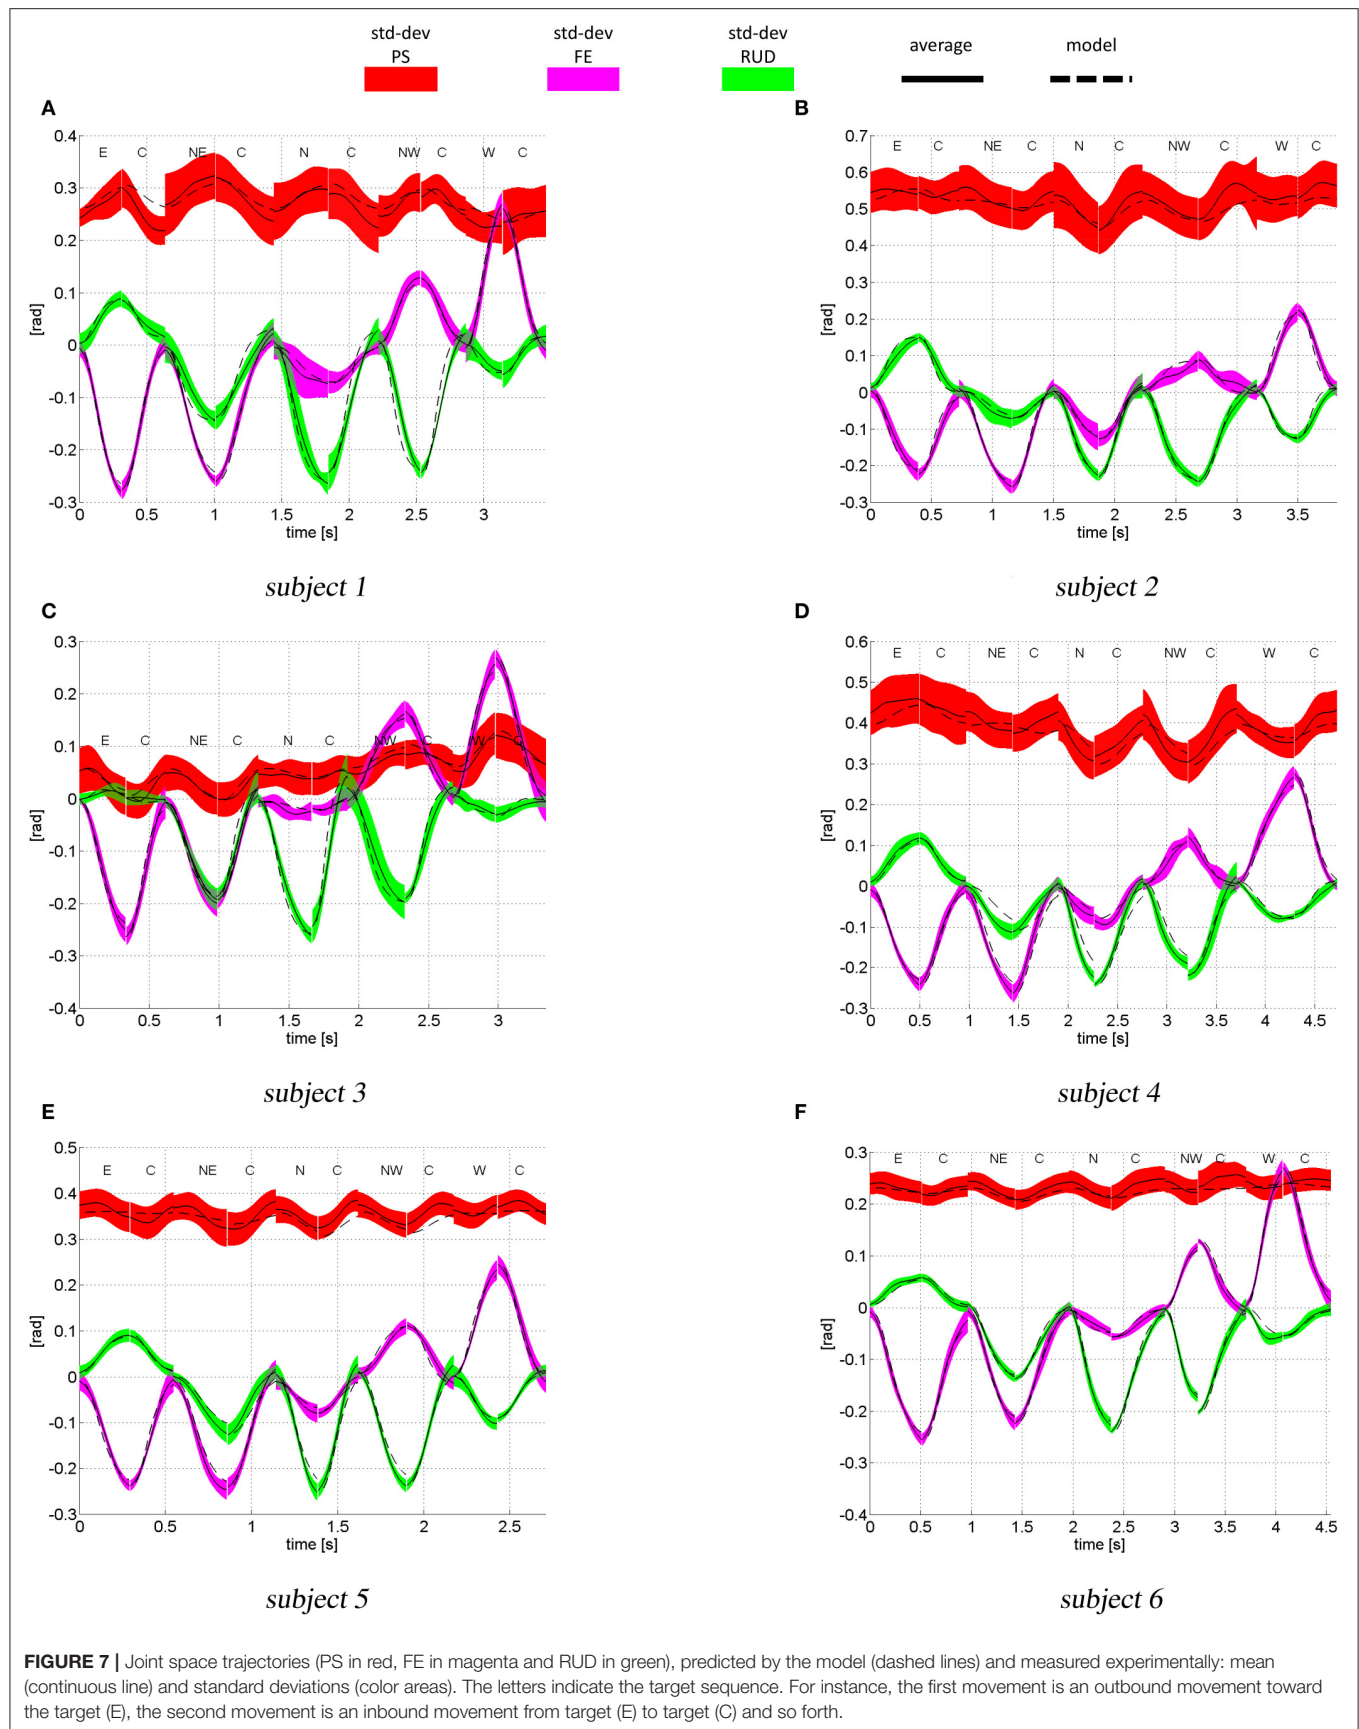 std-dev std-dev std-dev
PS FE RUD average model
A
0.4
0.3
0.2
0.1
0
-0.1
-0.2
-0.3
[rad]
E C NE C N C NW C W C
0 0.5 1 1.5 2 2.5 3
time [s]
subject 1
B
0.7
0.6
0.5
0.4
0.3
0.2
0.1
0
-0.1
-0.2
-0.3
[rad]
E C NE C N C NW C W C
0 0.5 1 1.5 2 2.5 3 3.5
time [s]
subject 2
C
0.3
0.2
0.1
0
-0.1
-0.2
-0.3
-0.4
[rad]
E C NE C N C NW C W C
0 0.5 1 1.5 2 2.5 3
time [s]
subject 3
D
0.6
0.5
0.4
0.3
0.2
0.1
0
-0.1
-0.2
-0.3
[rad]
E C NE C N C NW C W C
0 0.5 1 1.5 2 2.5 3 3.5 4 4.5
time [s]
subject 4
E
0.5
0.4
0.3
0.2
0.1
0
-0.1
-0.2
-0.3
[rad]
E C NE C N C NW C W C
0 0.5 1 1.5 2 2.5
time [s]
subject 5
F
0.3
0.2
0.1
0
-0.1
-0.2
-0.3
-0.4
[rad]
E C NE C N C NW C W C
0 0.5 1 1.5 2 2.5 3 3.5 4 4.5
time [s]
subject 6
FIGURE 7 | Joint space trajectories (PS in red, FE in magenta and RUD in green), predicted by the model (dashed lines) and measured experimentally: mean
(continuous line) and standard deviations (color areas). The letters indicate the target sequence. For instance, the first movement is an outbound movement toward
the target (E), the second movement is an inbound movement from target (E) to target (C) and so forth.